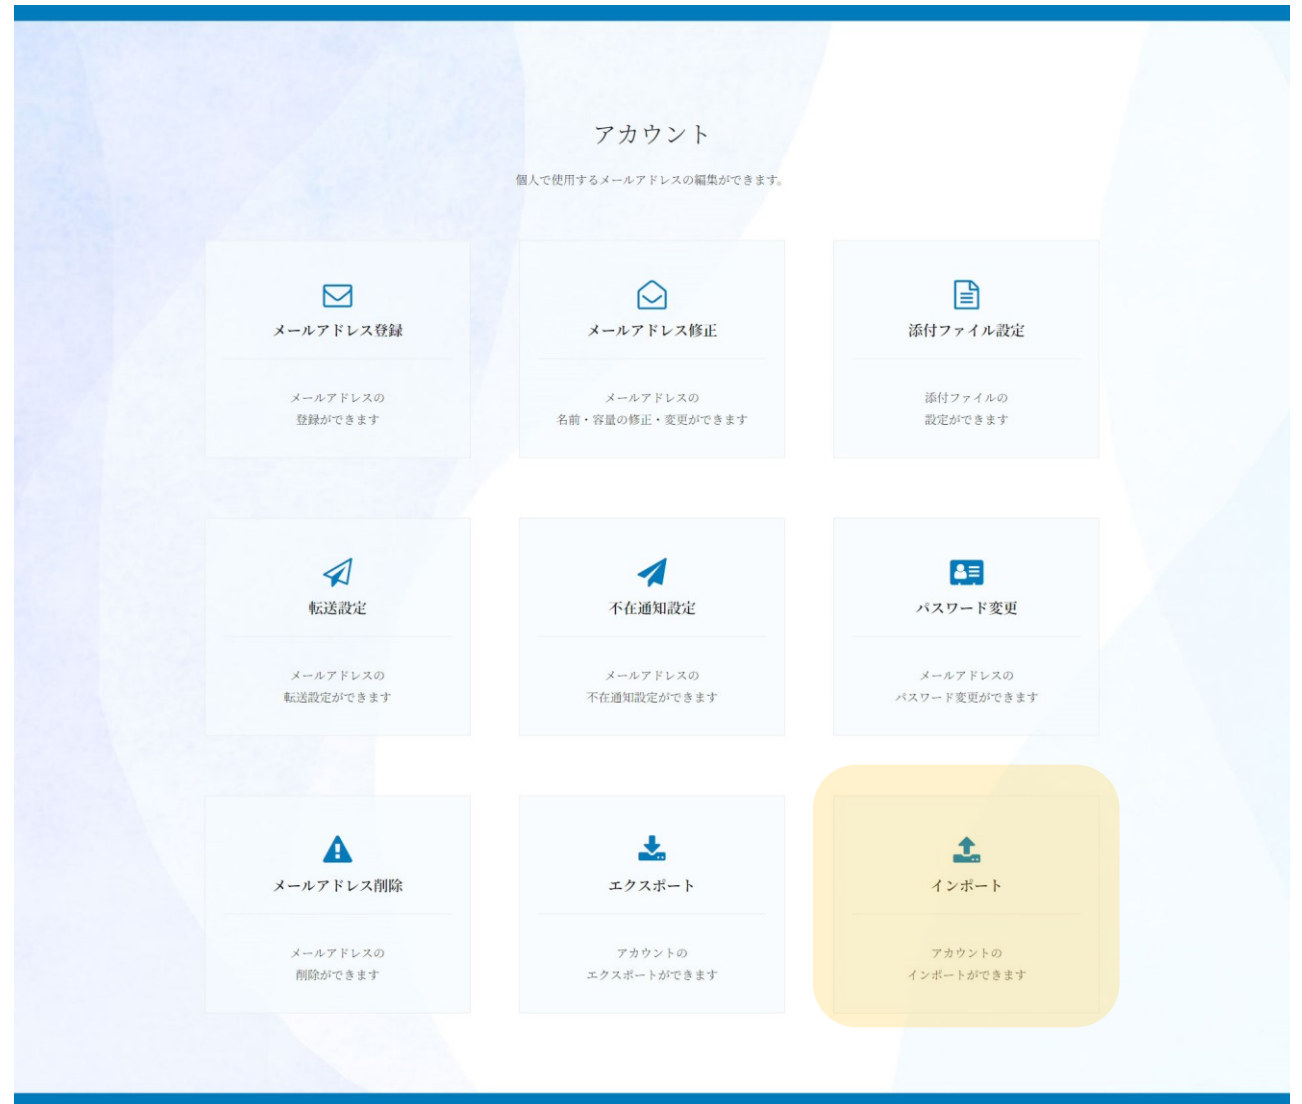 アカウント
個人で使用するメールアドレスの編集ができます。
メールアドレス登録
メールアドレスの
登録ができます
メールアドレス修正
メールアドレスの
名前・容量の修正・変更ができます
添付ファイル設定
添付ファイルの
設定ができます
転送設定
メールアドレスの
転送設定ができます
不在通知設定
メールアドレスの
不在通知設定ができます
パスワード変更
メールアドレスの
パスワード変更ができます
メールアドレス削除
メールアドレスの
削除ができます
エクスポート
アカウントの
エクスポートができます
インポート
アカウントの
インポートができます